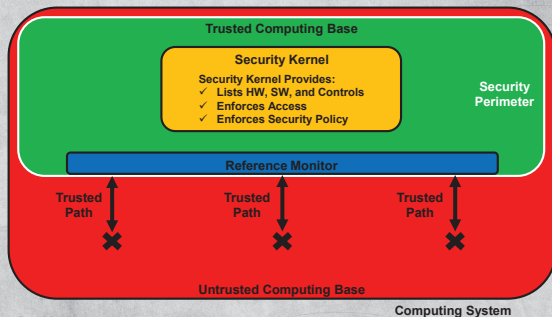 Trusted Computing Base
Security Kernel
Security Kernel Provides:
✓ Lists HW, SW, and Controls
✓ Enforces Access
✓ Enforces Security Policy
Security
Perimeter
Reference Monitor
Trusted
Path
Trusted
Path
Trusted
Path
Untrusted Computing Base
Computing System